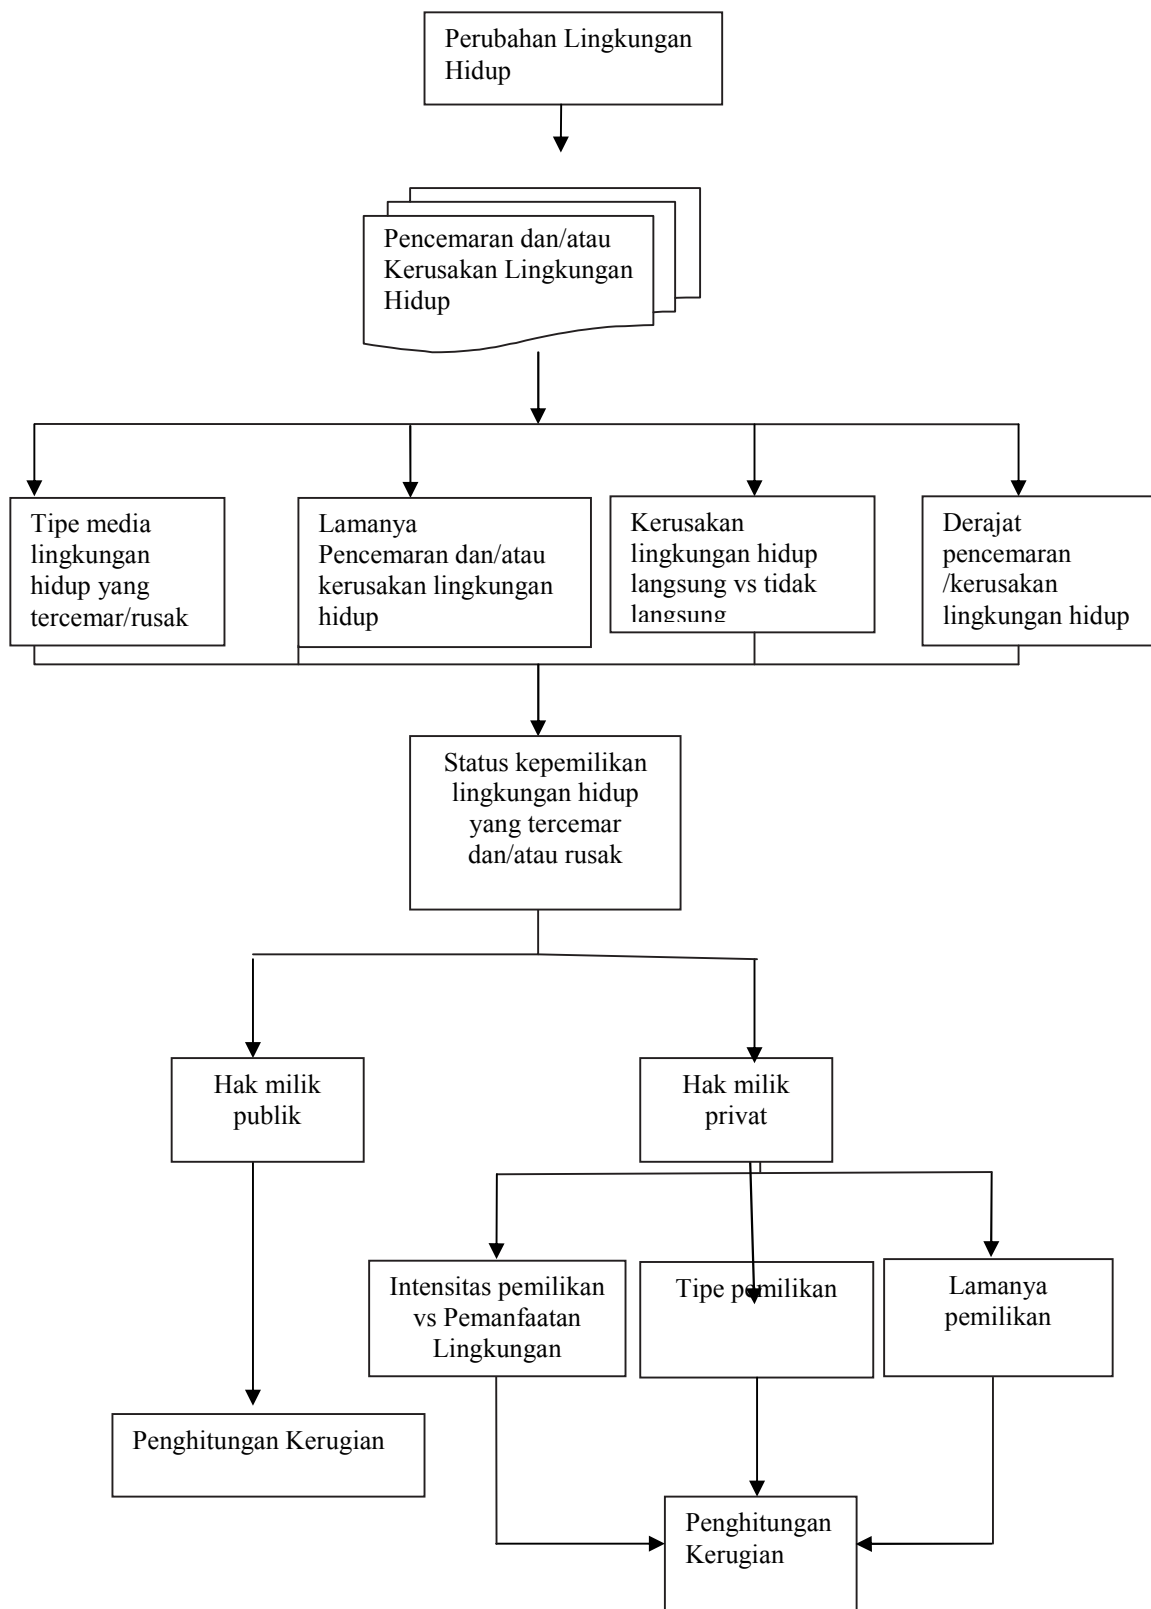 Perubahan Lingkungan
Hidup
Pencemaran dan/atau
Kerusakan Lingkungan
Hidup
Tipe media
lingkungan
hidup yang
tercemar/rusak
Lamanya
Pencemaran dan/atau
kerusakan lingkungan
hidup
Kerusakan
lingkungan hidup
langsung vs tidak
langsung
Derajat
pencemaran
/kerusakan
lingkungan hidup
Status kepemilikan
lingkungan hidup
yang tercemar
dan/atau rusak
Hak milik
publik
Hak milik
privat
Intensitas pemilikan
vs Pemanfaatan
Lingkungan
Tipe pemilikan
Lamanya
pemilikan
Penghitungan Kerugian
Penghitungan
Kerugian